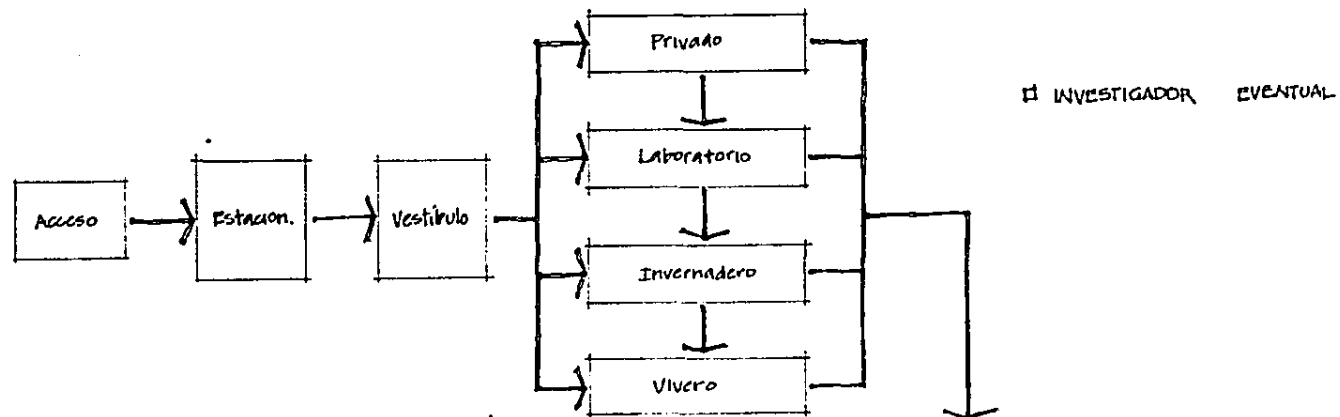 Privado
¤ INVESTIGADOR EVENTUAL
Laboratorio
Acceso
Estacion.
Vestíbulo
Invernadero
Vivero